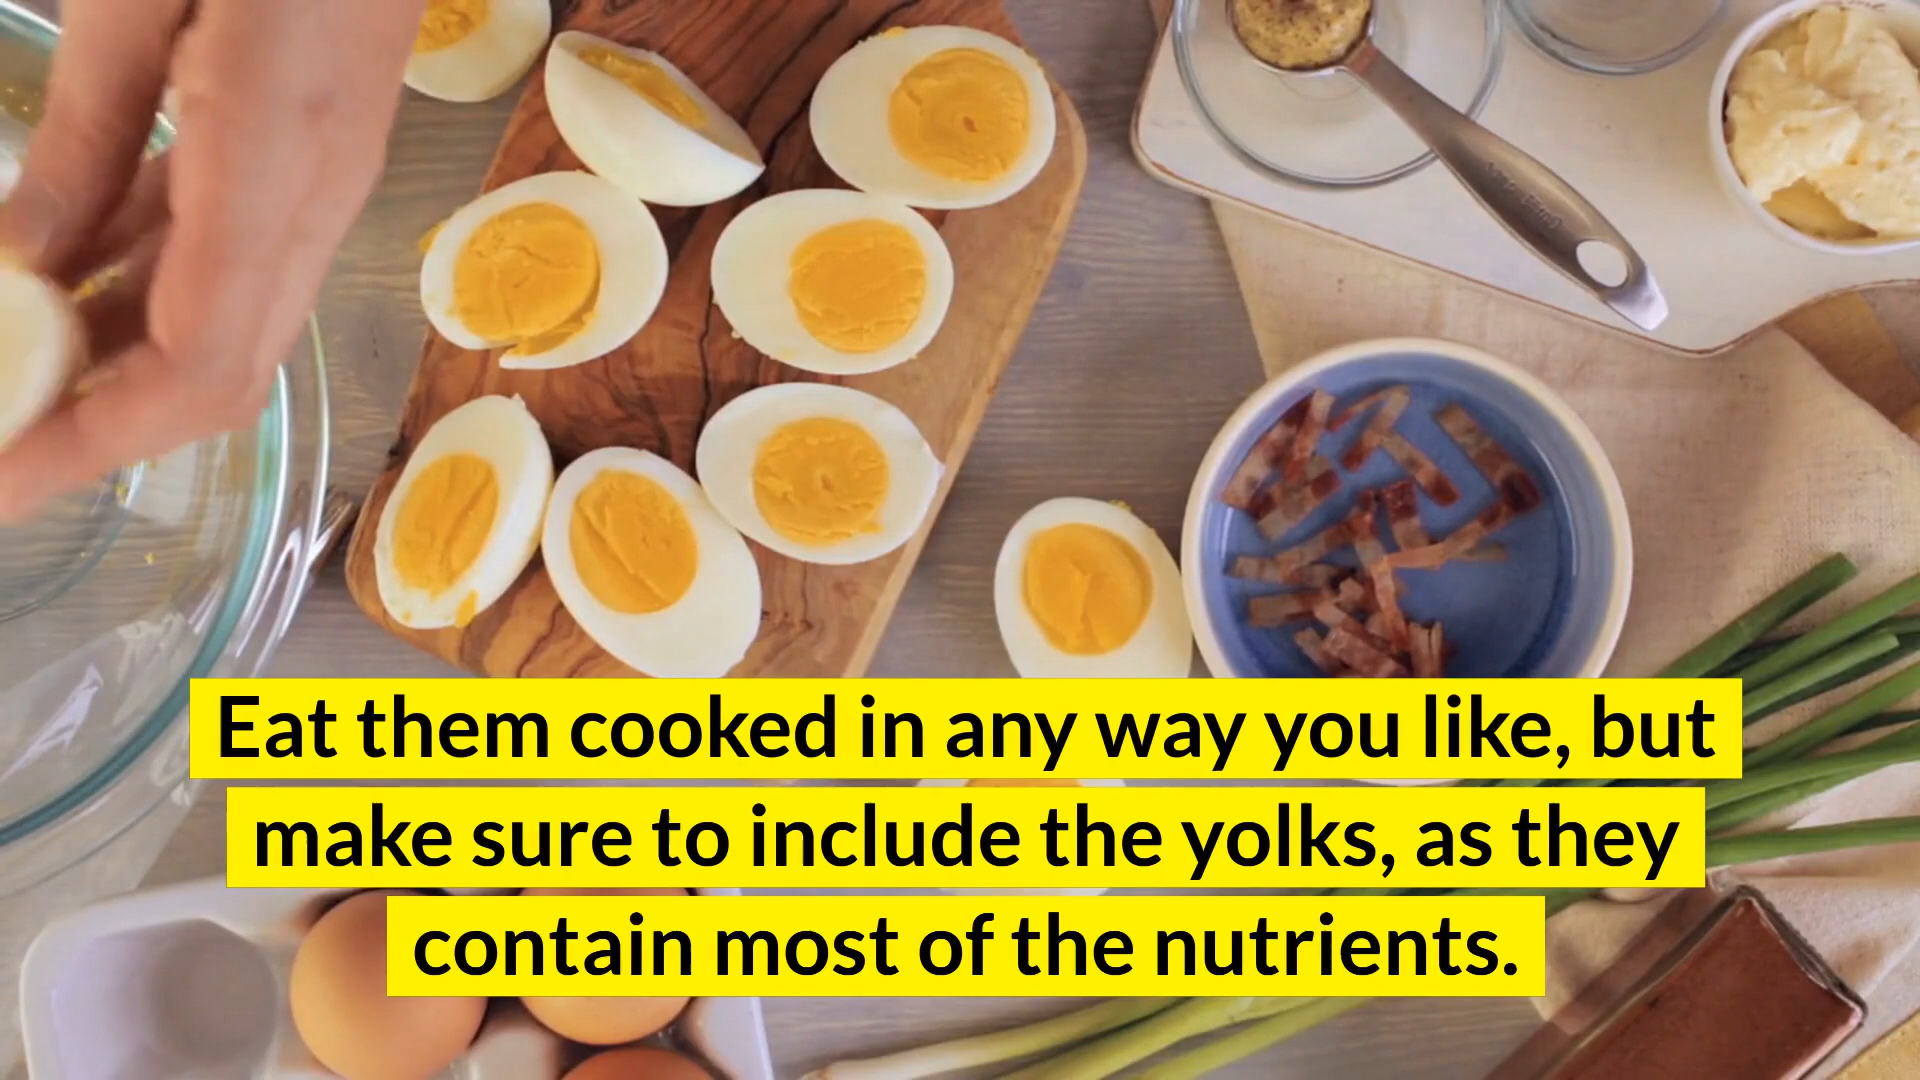 Eat them cooked in any way you like, but
make sure to include the yolks, as they
contain most of the nutrients.